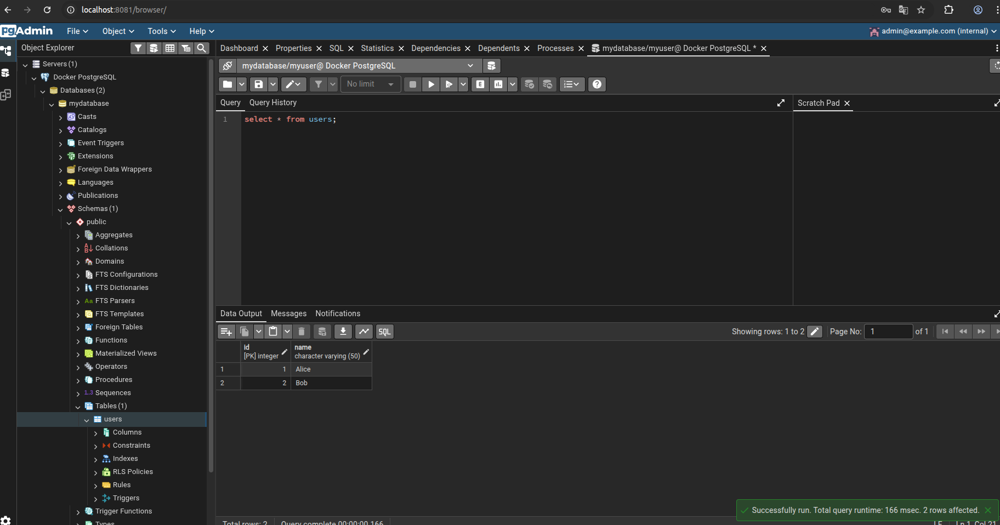 localhost:8081/browser/
pgAdmin File Object Tools Help admin@example.com (internal)
Object Explorer
Servers (1)
Docker PostgreSQL
Databases (2)
mydatabase
Casts
Catalogs
Event Triggers
Extensions
Foreign Data Wrappers
Languages
Publications
Schemas (1)
public
Aggregates
Collations
Domains
FTS Configurations
FTS Dictionaries
Aa FTS Parsers
FTS Templates
Foreign Tables
Functions
Materialized Views
Operators
Procedures
1..3 Sequences
Tables (1)
users
Columns
Constraints
Indexes
RLS Policies
Rules
Triggers
Trigger Functions
Types
Dashboard Properties SQL Statistics Dependencies Dependents Processes mydatabase/myuser@ Docker PostgreSQL *
mydatabase/myuser@ Docker PostgreSQL
No limit E
Query Query History Scratch Pad
1 select * from users;
Data Output Messages Notifications
SQL Showing rows: 1 to 2 Page No: 1 of 1
id name
[PK] integer character varying (50)
1 1 Alice
2 2 Bob
Successfully run. Total query runtime: 166 msec. 2 rows affected.
Total rows: 2 Query complete 00:00:00.166 LF Ln 1, Col 21